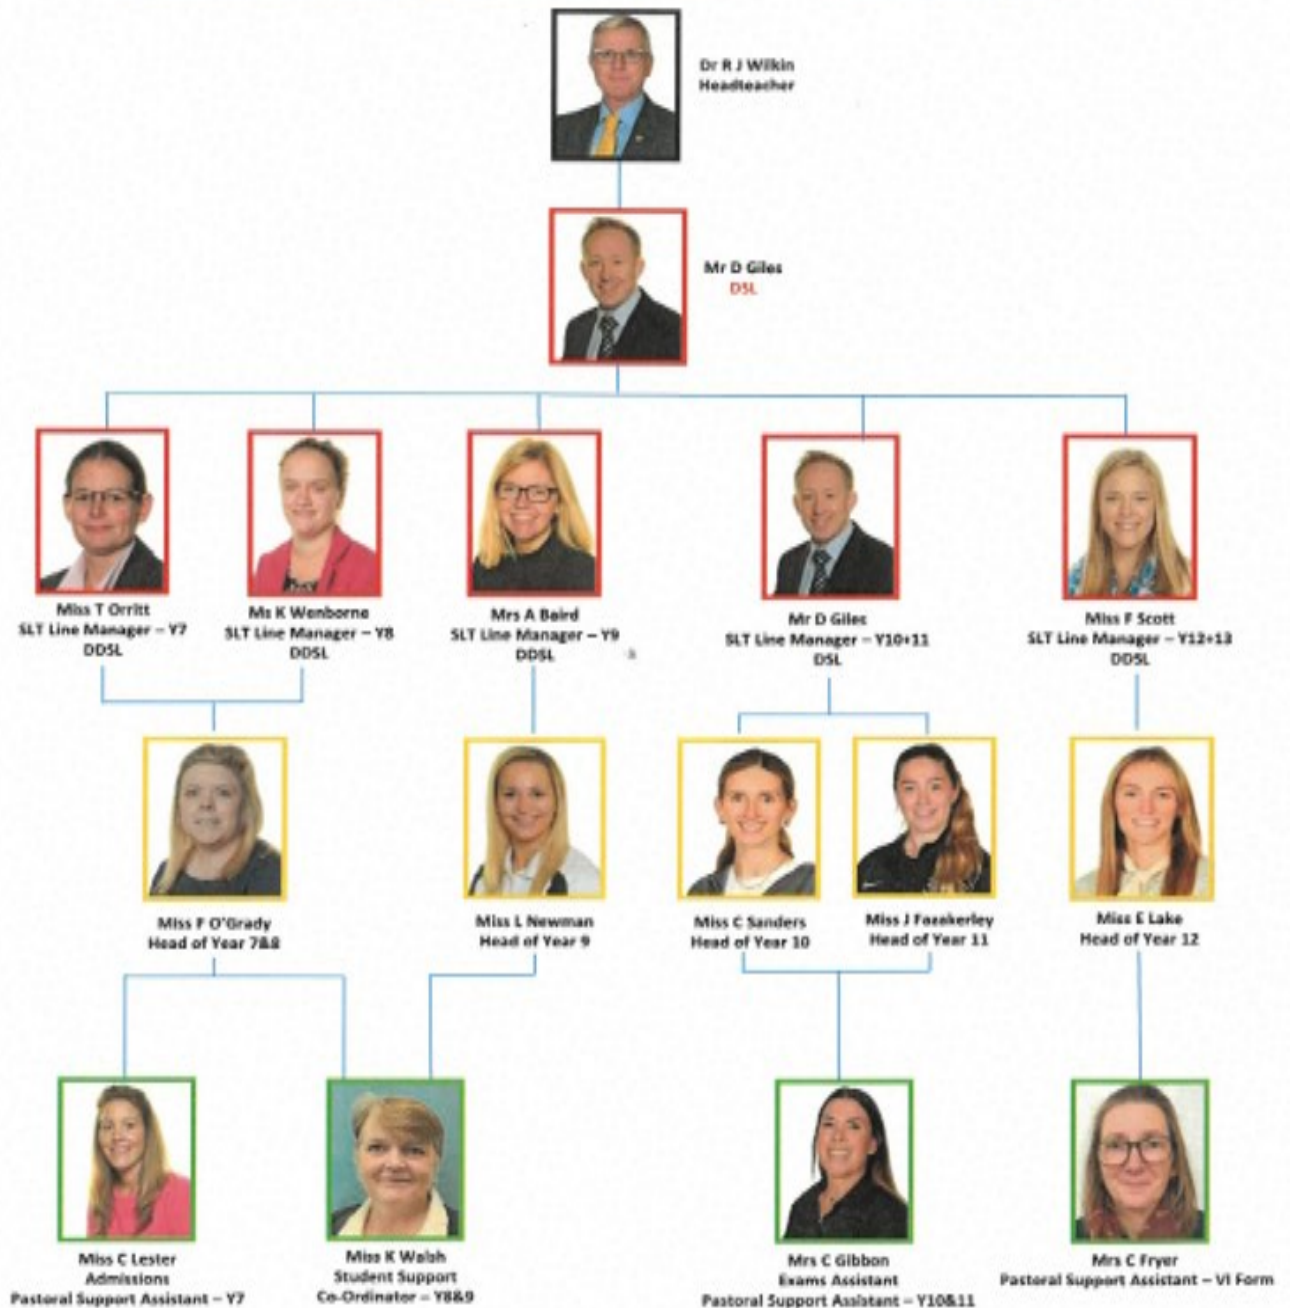 Dr R J Wilkin
Headteacher
Mr D Giles
DSL
Miss T Orritt
SLT Line Manager – Y7
DDSL
Ms K Wenborne
SLT Line Manager – Y8
DDSL
Mrs A Baird
SLT Line Manager – Y9
DDSL
Mr D Giles
SLT Line Manager – Y10+11
DSL
Miss F Scott
SLT Line Manager – Y12+13
DDSL
Miss F O'Grady
Head of Year 7&8
Miss L Newman
Head of Year 9
Miss C Sanders
Head of Year 10
Miss J Fazakerley
Head of Year 11
Miss E Lake
Head of Year 12
Miss C Lester
Admissions
Pastoral Support Assistant – Y7
Miss K Walsh
Student Support
Co-Ordinator – Y8&9
Mrs C Gibbon
Exams Assistant
Pastoral Support Assistant – Y10&11
Mrs C Fryer
Pastoral Support Assistant – VI Form